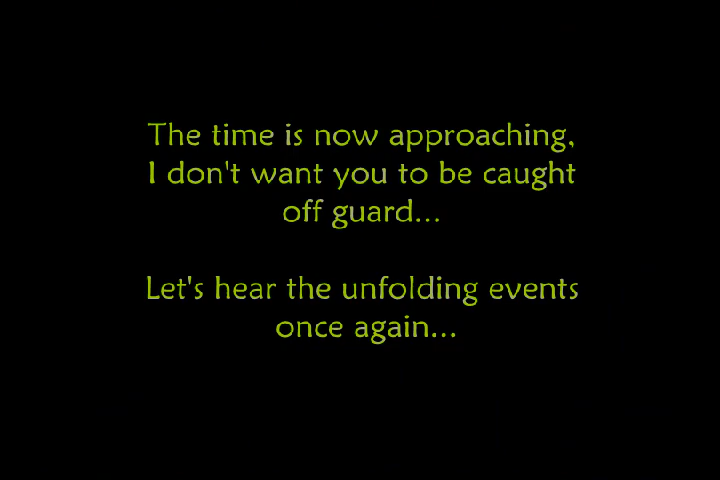 The time is now approaching,
I don't want you to be caught
off guard...
Let's hear the unfolding events
once again...